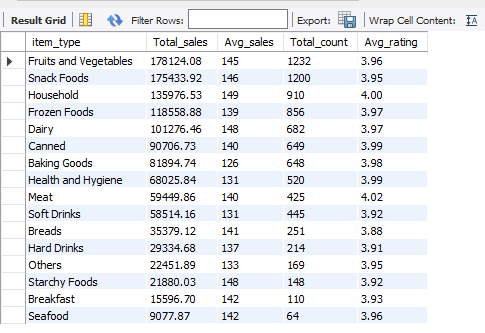 Result Grid Filter Rows: Export: Wrap Cell Content:
item_type Total_sales Avg_sales Total_count Avg_rating
Fruits and Vegetables 178124.08 145 1232 3.96
Snack Foods 175433.92 146 1200 3.95
Household 135976.53 149 910 4.00
Frozen Foods 118558.88 139 856 3.97
Dairy 101276.46 148 682 3.97
Canned 90706.73 140 649 3.99
Baking Goods 81894.74 126 648 3.98
Health and Hygiene 68025.84 131 520 3.99
Meat 59449.86 140 425 4.02
Soft Drinks 58514.16 131 445 3.92
Breads 35379.12 141 251 3.88
Hard Drinks 29334.68 137 214 3.91
Others 22451.89 133 169 3.95
Starchy Foods 21880.03 148 148 3.92
Breakfast 15596.70 142 110 3.93
Seafood 9077.87 142 64 3.96